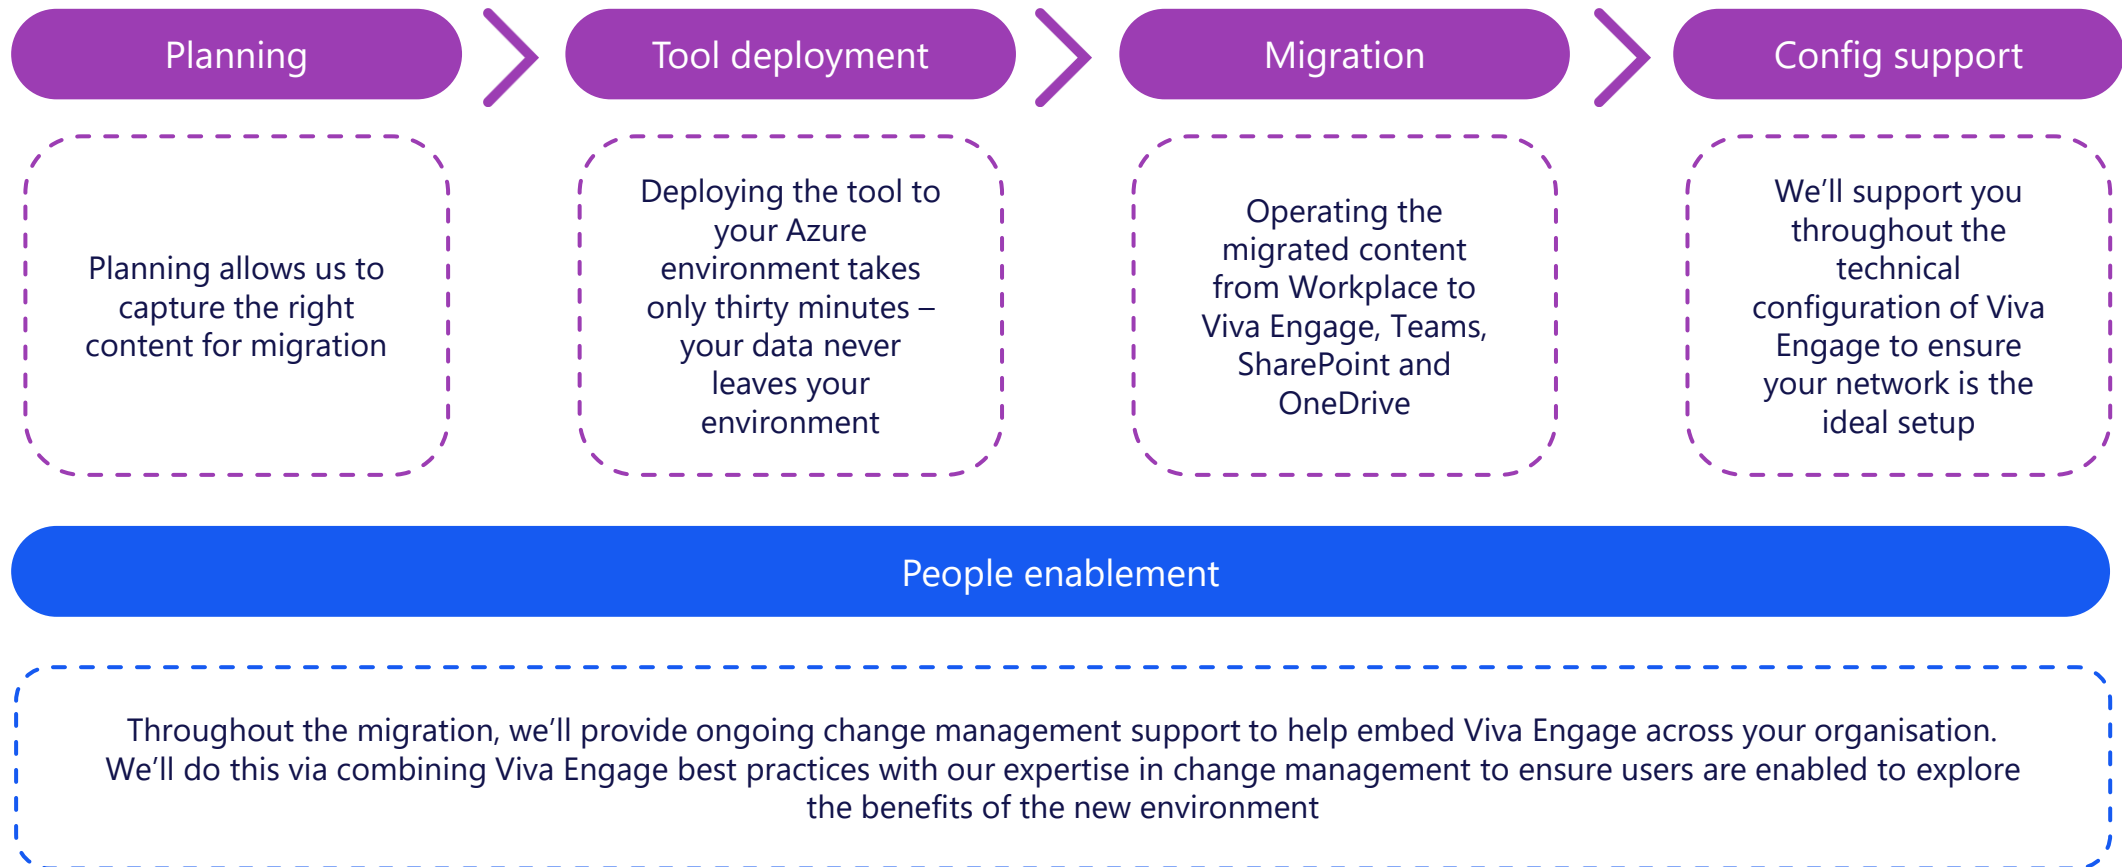 Planning
Tool deployment
Migration
Config support
Planning allows us to
capture the right
content for migration
Deploying the tool to
your Azure
environment takes
only thirty minutes –
your data never
leaves your
environment
Operating the
migrated content
from Workplace to
Viva Engage, Teams,
SharePoint and
OneDrive
We’ll support you
throughout the
technical
configuration of Viva
Engage to ensure
your network is the
ideal setup
People enablement
Throughout the migration, we’ll provide ongoing change management support to help embed Viva Engage across your organisation.
We’ll do this via combining Viva Engage best practices with our expertise in change management to ensure users are enabled to explore
the benefits of the new environment